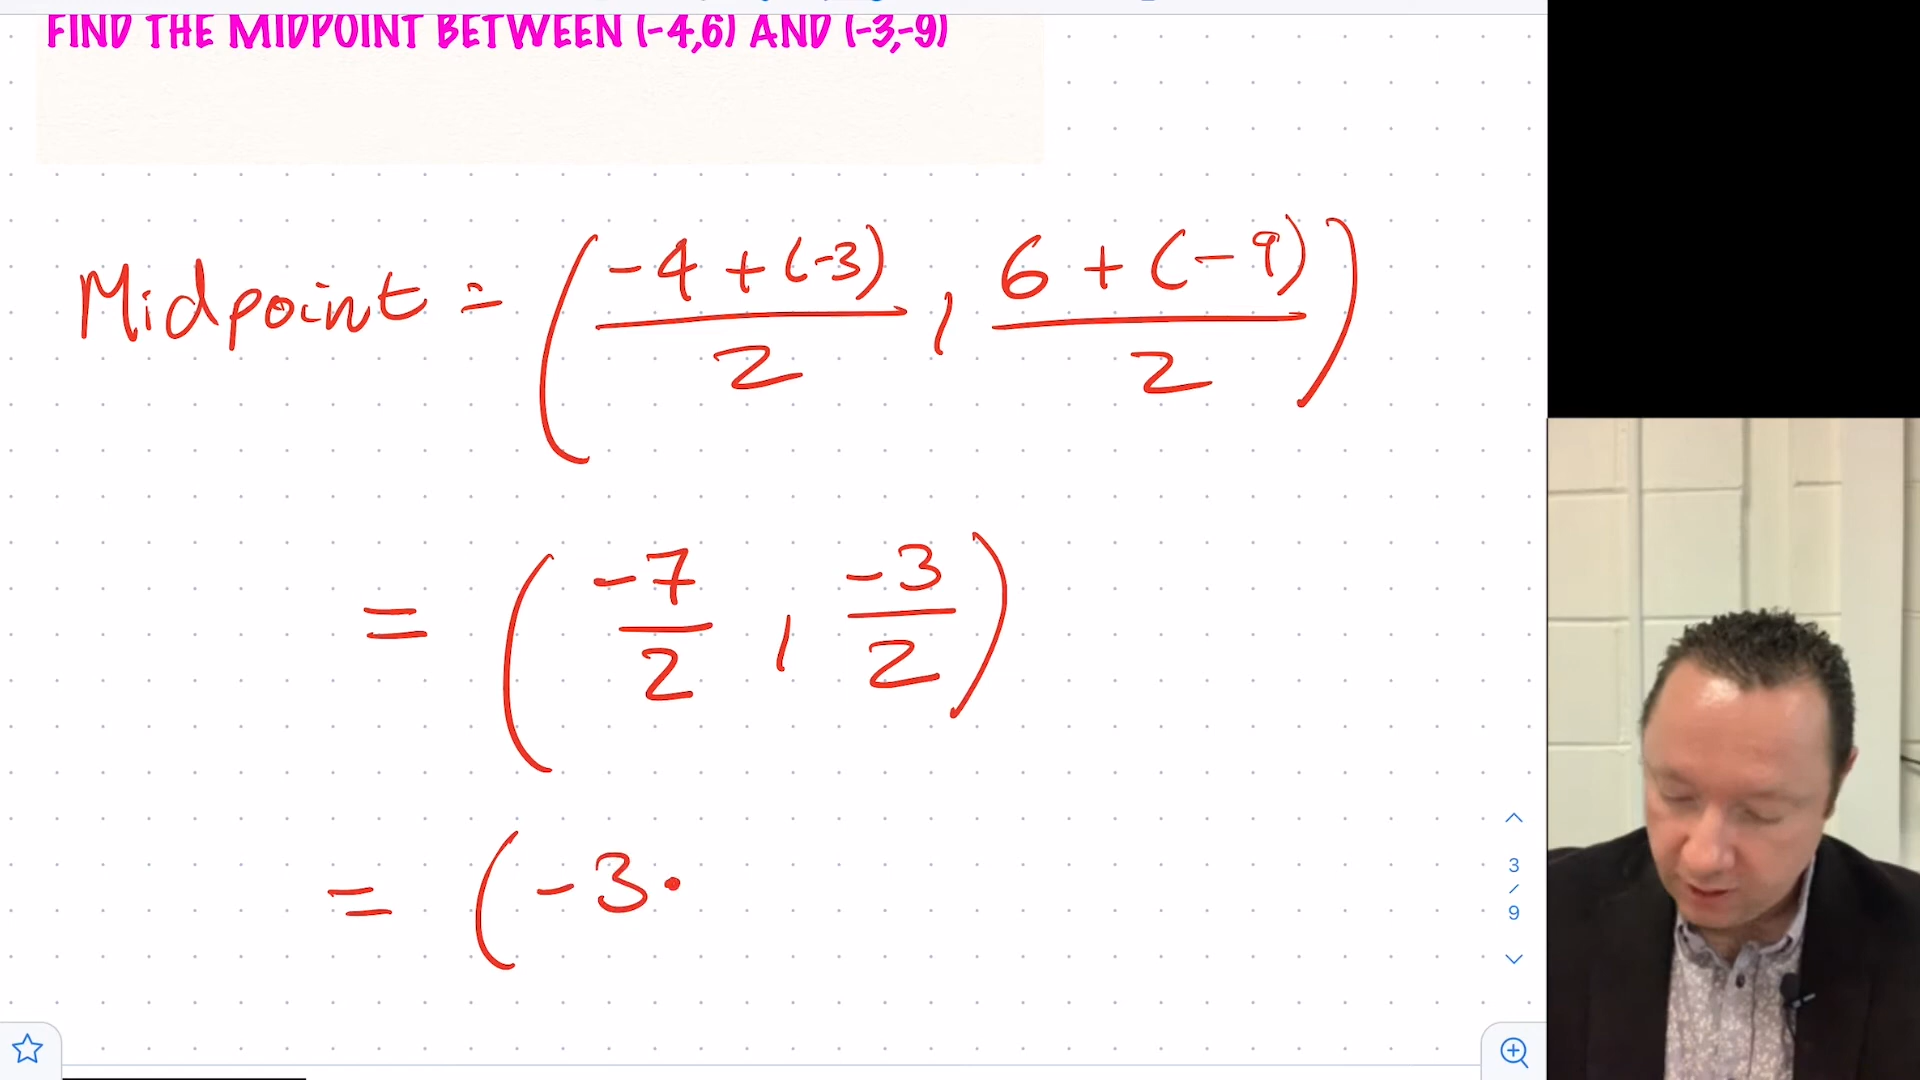 FIND THE MIDPOINT BETWEEN (-4,6) AND (-3,-9)
Midpoint = ( -4 + (-3) / 2 , 6 + (-9) / 2 )
= ( -7 / 2 , -3 / 2 )
= ( -3.
3
/
9